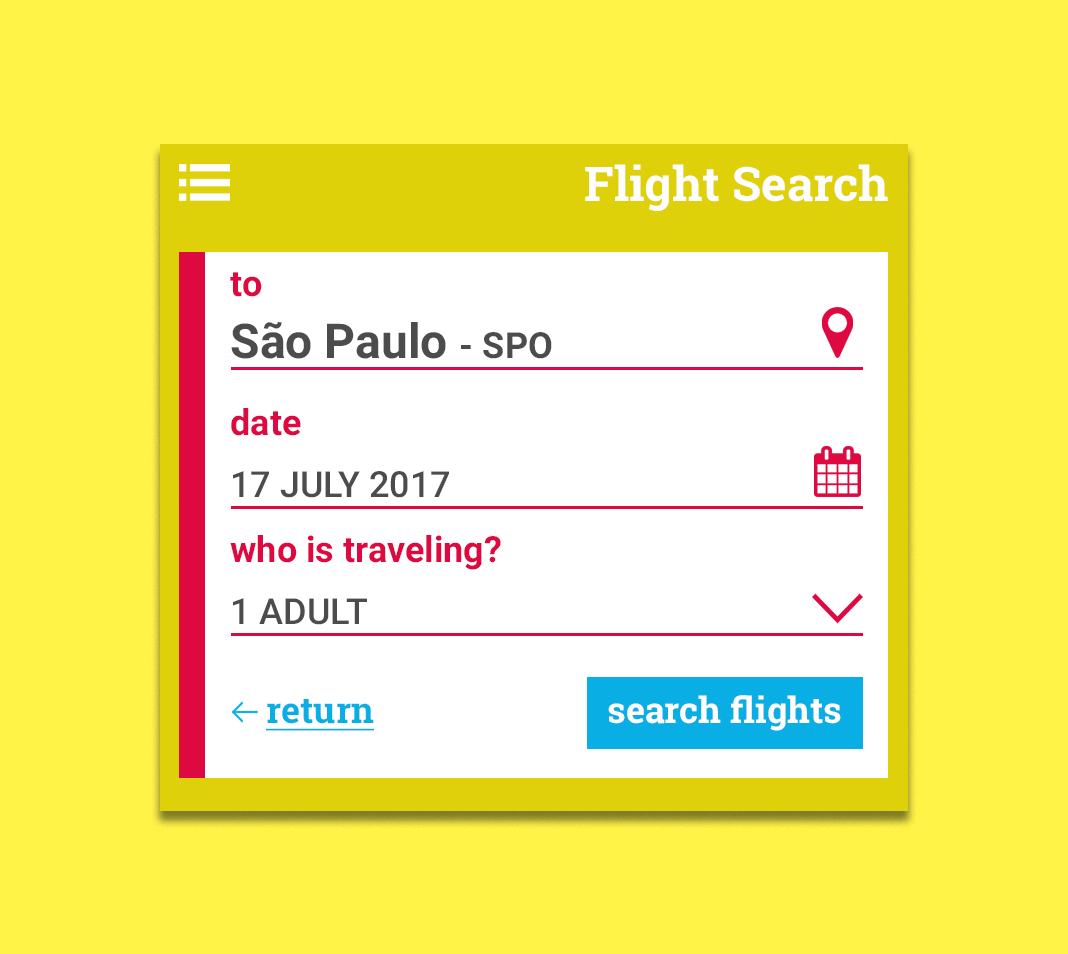 Flight Search
to
São Paulo - SPO
date
17 JULY 2017
who is traveling?
1 ADULT
← return
search flights